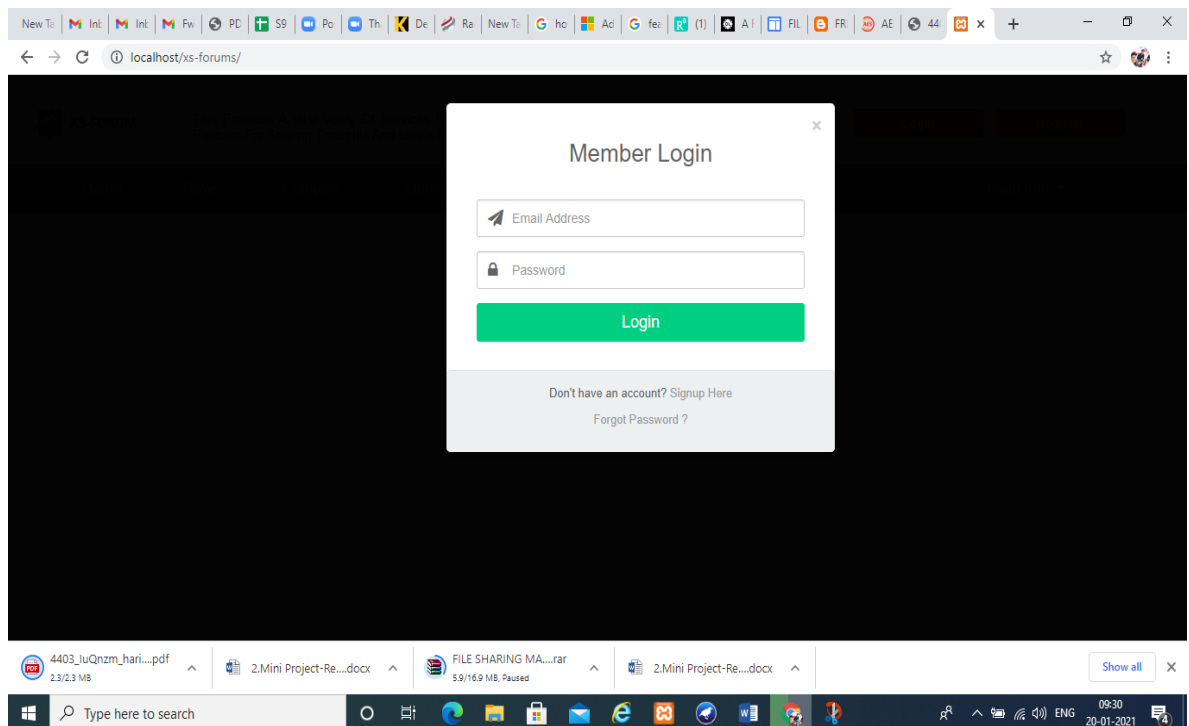 New Ta Inb Inb Fw PD S9 Po Th De Ra New Ta ho Ad fea (1) A F FIL FR AE 44
localhost/xs-forums/
XS-FORUM
×
Member Login
Email Address
Password
Login
Don't have an account? Signup Here
Forgot Password ?
4403_IuQnzm_hari....pdf
2.3/2.3 MB
2.Mini Project-Re....docx
FILE SHARING MA....rar
5.9/16.9 MB, Paused
2.Mini Project-Re....docx
Show all
Type here to search
ENG
09:30
20-01-2021
4